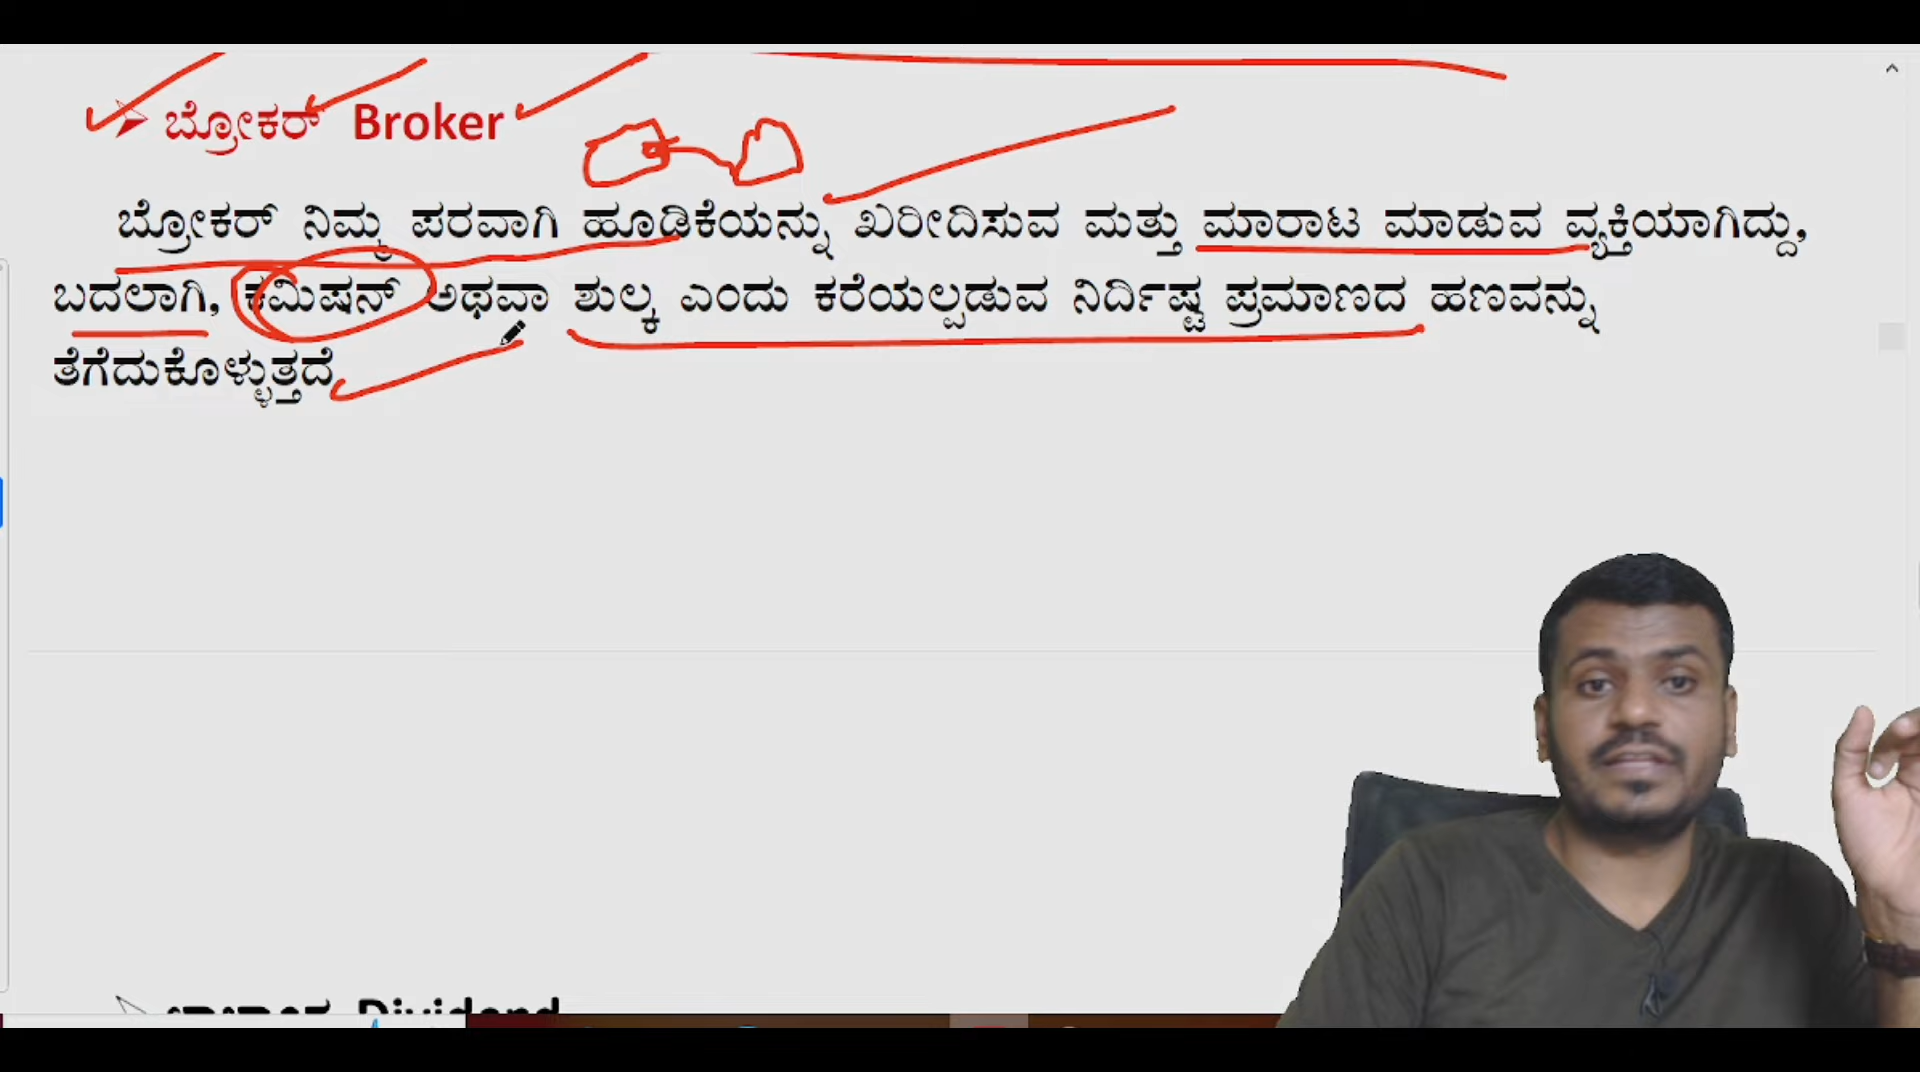 ಬ್ರೋಕರ್ Broker
ಬ್ರೋಕರ್ ನಿಮ್ಮ ಪರವಾಗಿ ಹೂಡಿಕೆಯನ್ನು ಖರೀದಿಸುವ ಮತ್ತು ಮಾರಾಟ ಮಾಡುವ ವ್ಯಕ್ತಿಯಾಗಿದ್ದು,
ಬದಲಾಗಿ, ಕಮಿಷನ್ ಅಥವಾ ಶುಲ್ಕ ಎಂದು ಕರೆಯಲ್ಪಡುವ ನಿರ್ದಿಷ್ಟ ಪ್ರಮಾಣದ ಹಣವನ್ನು
ತೆಗೆದುಕೊಳ್ಳುತ್ತದೆ
Dividend